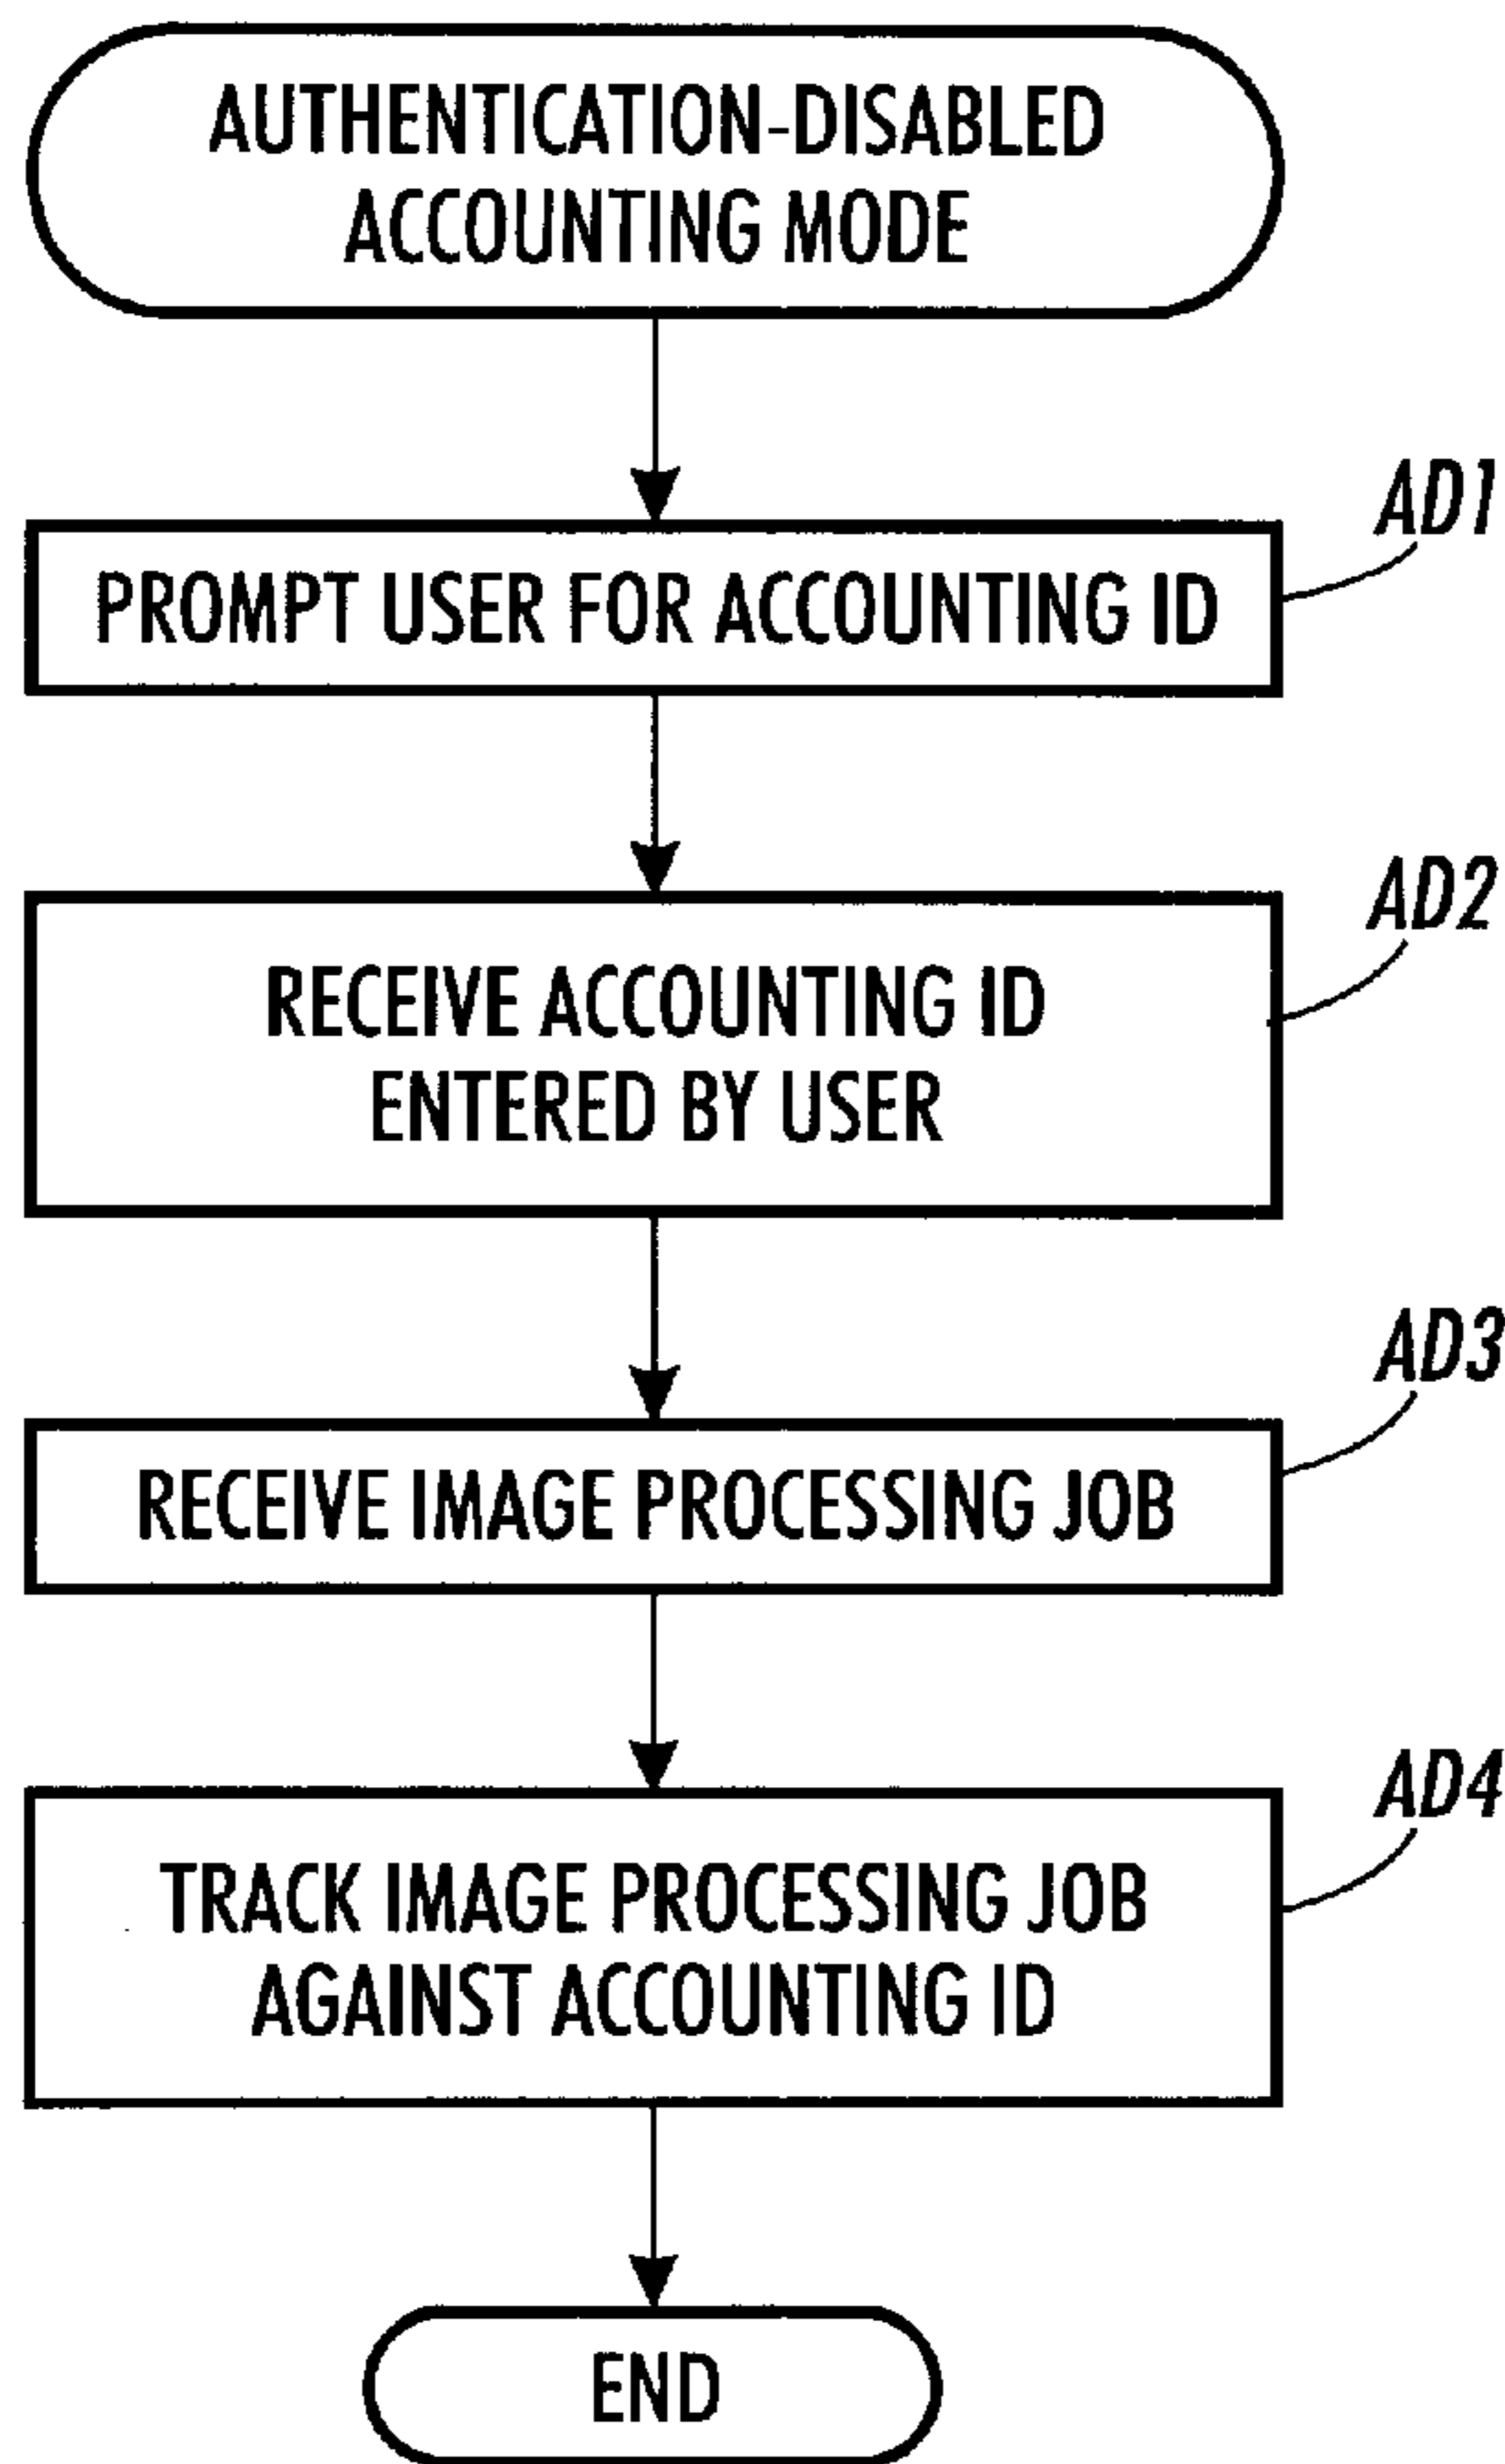 AUTHENTICATION-DISABLED
ACCOUNTING MODE
AD1
PROMPT USER FOR ACCOUNTING ID
AD2
RECEIVE ACCOUNTING ID
ENTERED BY USER
AD3
RECEIVE IMAGE PROCESSING JOB
AD4
TRACK IMAGE PROCESSING JOB
AGAINST ACCOUNTING ID
END